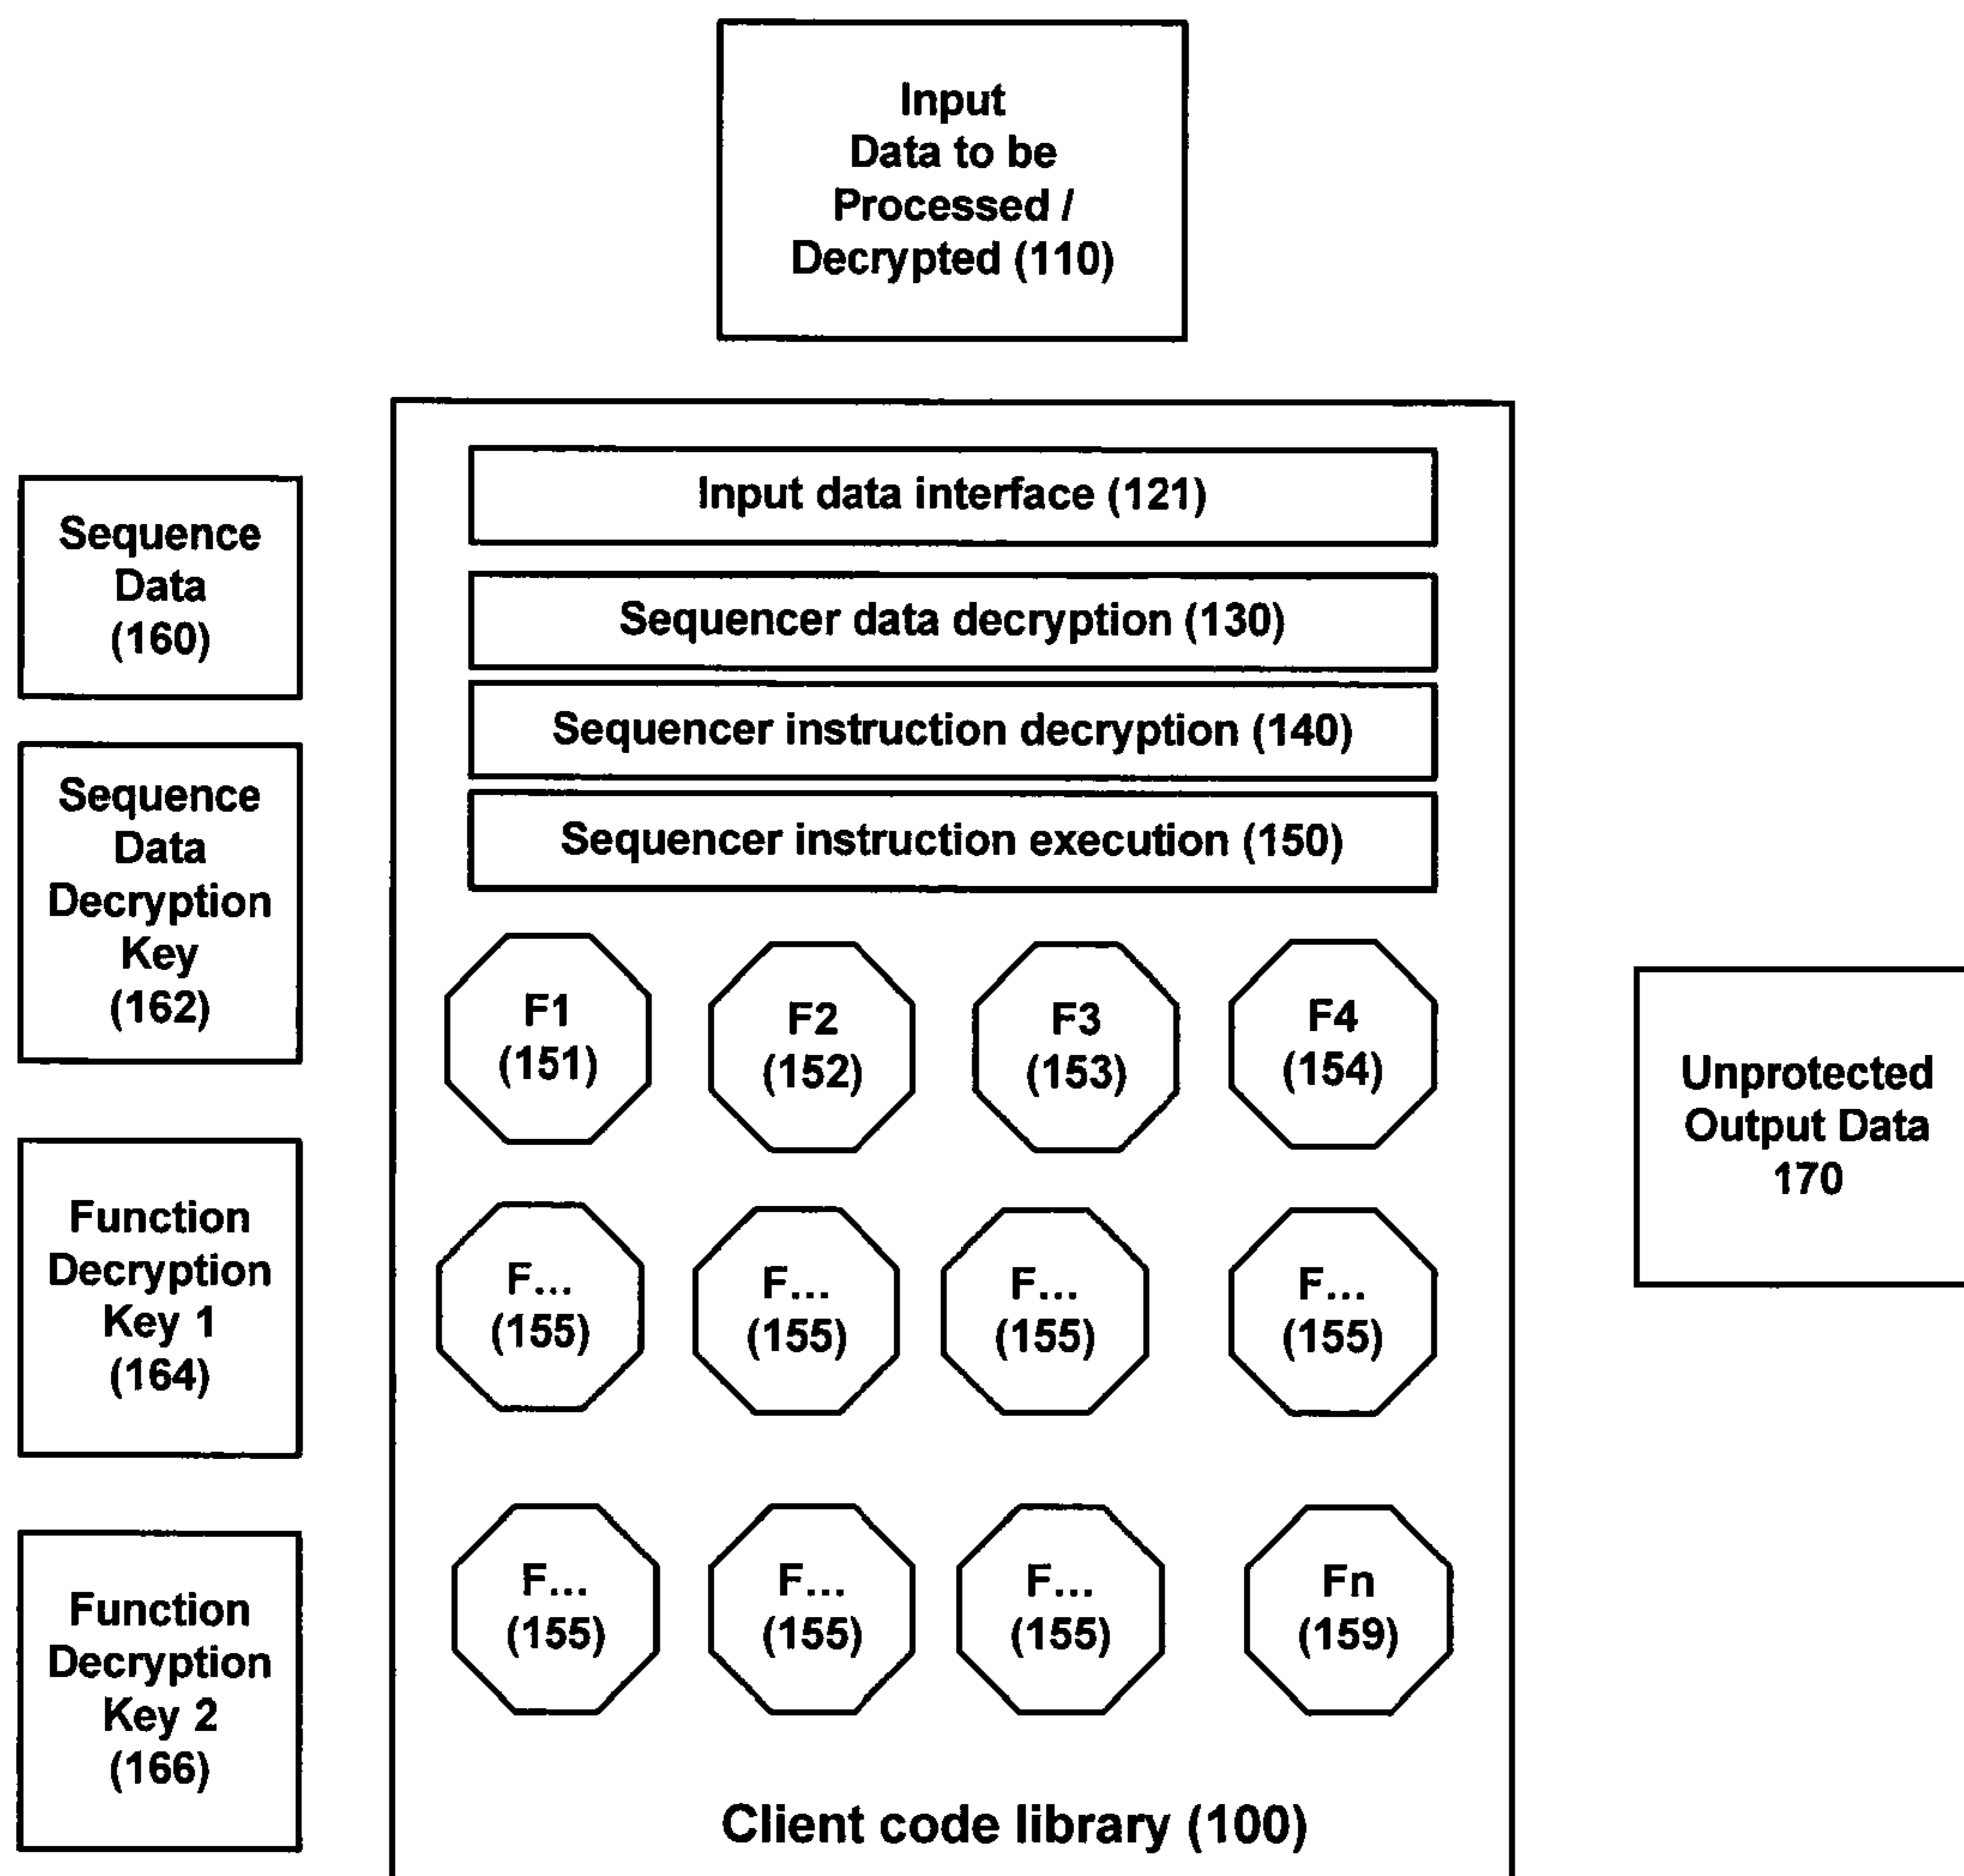 Input
Data to be
Processed /
Decrypted (110)
Sequence
Data
(160)
Sequence
Data
Decryption
Key
(162)
Function
Decryption
Key 1
(164)
Function
Decryption
Key 2
(166)
Input data interface (121)
Sequencer data decryption (130)
Sequencer instruction decryption (140)
Sequencer instruction execution (150)
F1
(151)
F2
(152)
F3
(153)
F4
(154)
F...
(155)
F...
(155)
F...
(155)
F...
(155)
F...
(155)
F...
(155)
F...
(155)
Fn
(159)
Client code library (100)
Unprotected
Output Data
170